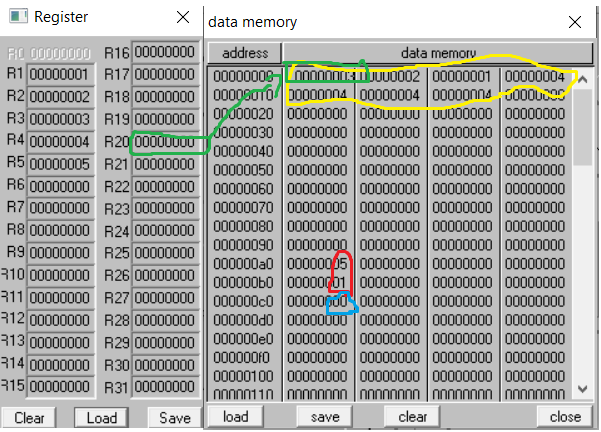 Register
R0 00000000 R16 00000000
R1 00000001 R17 00000000
R2 00000002 R18 00000000
R3 00000003 R19 00000000
R4 00000004 R20 00000000
R5 00000005 R21 00000000
R6 00000000 R22 00000000
R7 00000000 R23 00000000
R8 00000000 R24 00000000
R9 00000000 R25 00000000
R10 00000000 R26 00000000
R11 00000000 R27 00000000
R12 00000000 R28 00000000
R13 00000000 R29 00000000
R14 00000000 R30 00000000
R15 00000000 R31 00000000
Clear Load Save
data memory
address data memory
00000000 00000002 00000001 00000004
00000010 00000004 00000004 00000004 00000000
00000020 00000000 00000000 00000000 00000000
00000030 00000000 00000000 00000000 00000000
00000040 00000000 00000000 00000000 00000000
00000050 00000000 00000000 00000000 00000000
00000060 00000000 00000000 00000000 00000000
00000070 00000000 00000000 00000000 00000000
00000080 00000000 00000000 00000000 00000000
00000090 00000000 00000000 00000000 00000000
000000a0 00000005 00000000 00000000 00000000
000000b0 00000001 00000000 00000000 00000000
000000c0 00000000 00000000 00000000 00000000
000000d0 00000000 00000000 00000000 00000000
000000e0 00000000 00000000 00000000 00000000
000000f0 00000000 00000000 00000000 00000000
00000100 00000000 00000000 00000000 00000000
00000110 00000000 00000000 00000000 00000000
load save clear close